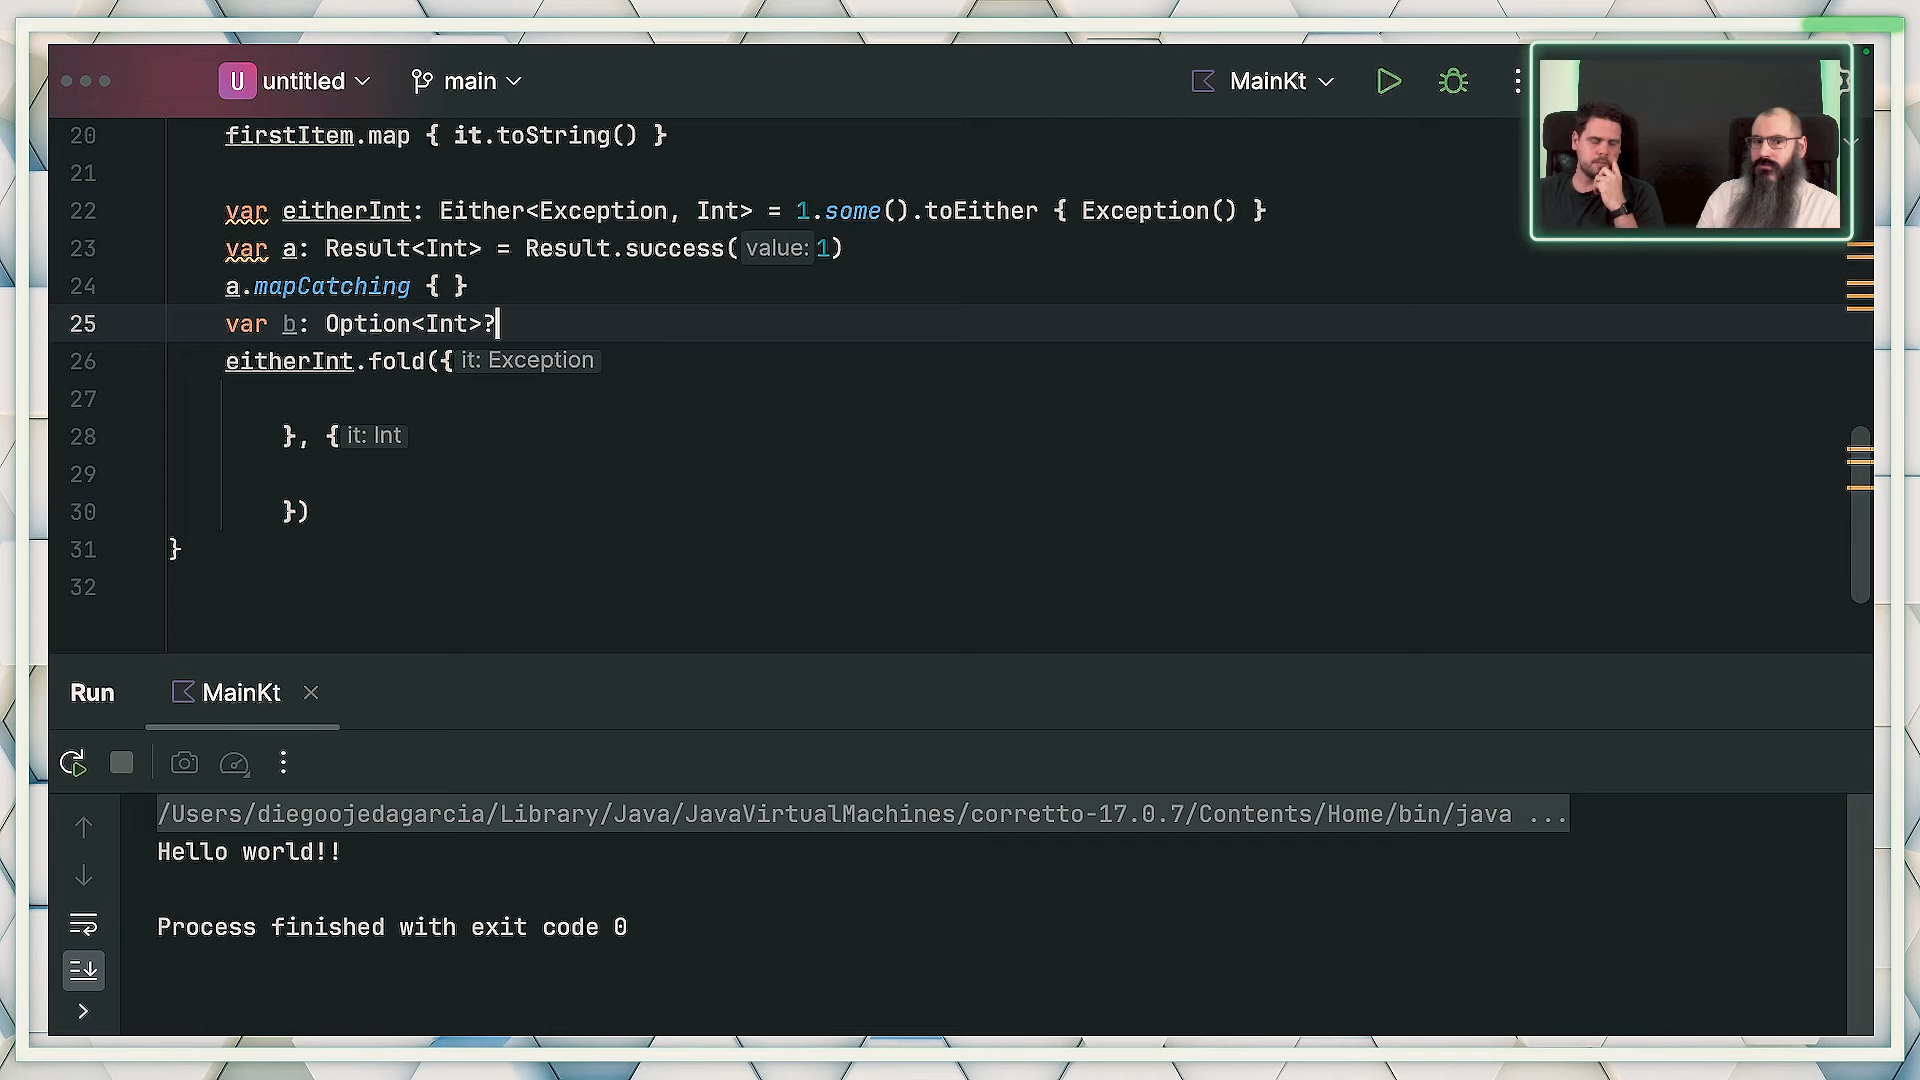 U untitled main MainKt
20 firstItem.map { it.toString() }
21
22 var eitherInt: Either<Exception, Int> = 1.some().toEither { Exception() }
23 var a: Result<Int> = Result.success( value: 1)
24 a.mapCatching { }
25 var b: Option<Int>?
26 eitherInt.fold({ it: Exception
27
28 }, { it: Int
29
30 })
31 }
32
Run MainKt
/Users/diegoojedagarcia/Library/Java/JavaVirtualMachines/corretto-17.0.7/Contents/Home/bin/java ...
Hello world!!
Process finished with exit code 0